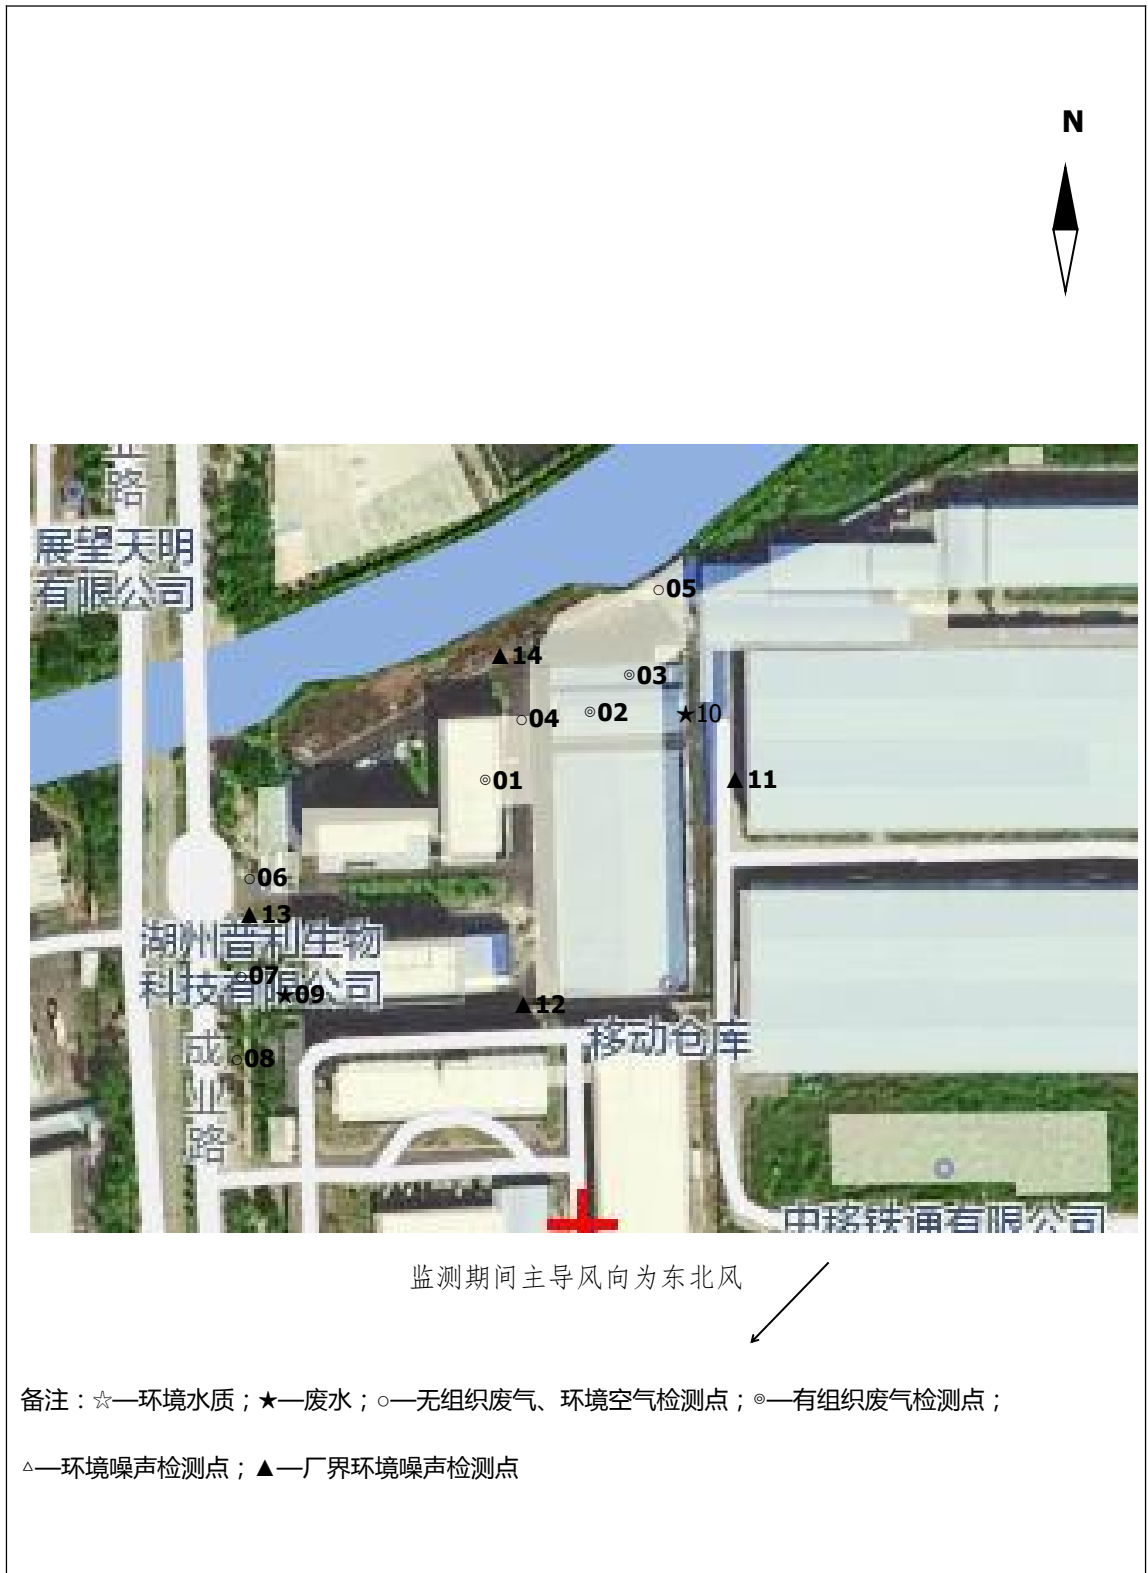 N
业
路
展望天明
有限公司
○05
▲14
◎03
○04
◎02
★10
◎01
▲11
○06
▲13
湖州普利生物
科技有限公司
○07
★09
▲12
移动仓库
○08
成
业
路
中移铁通有限公司
监测期间主导风向为东北风
备注：☆—环境水质；★—废水；○—无组织废气、环境空气检测点；◎—有组织废气检测点；
△—环境噪声检测点；▲—厂界环境噪声检测点